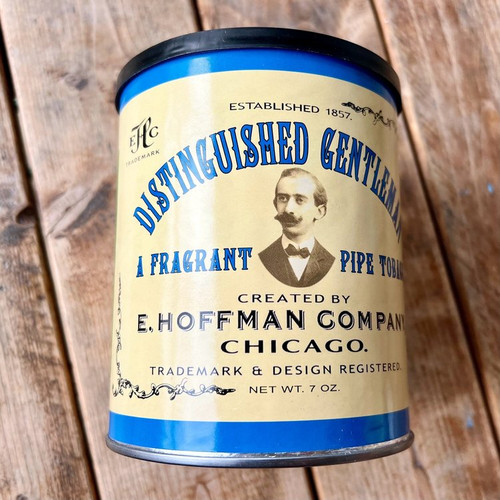 ESTABLISHED 1857.
EHC
TRADEMARK
DISTINGUISHED GENTLEMAN
A FRAGRANT PIPE TOBA
CREATED BY
E. HOFFMAN COMPANY
CHICAGO.
TRADEMARK & DESIGN REGISTERED.
NET WT. 7 OZ.